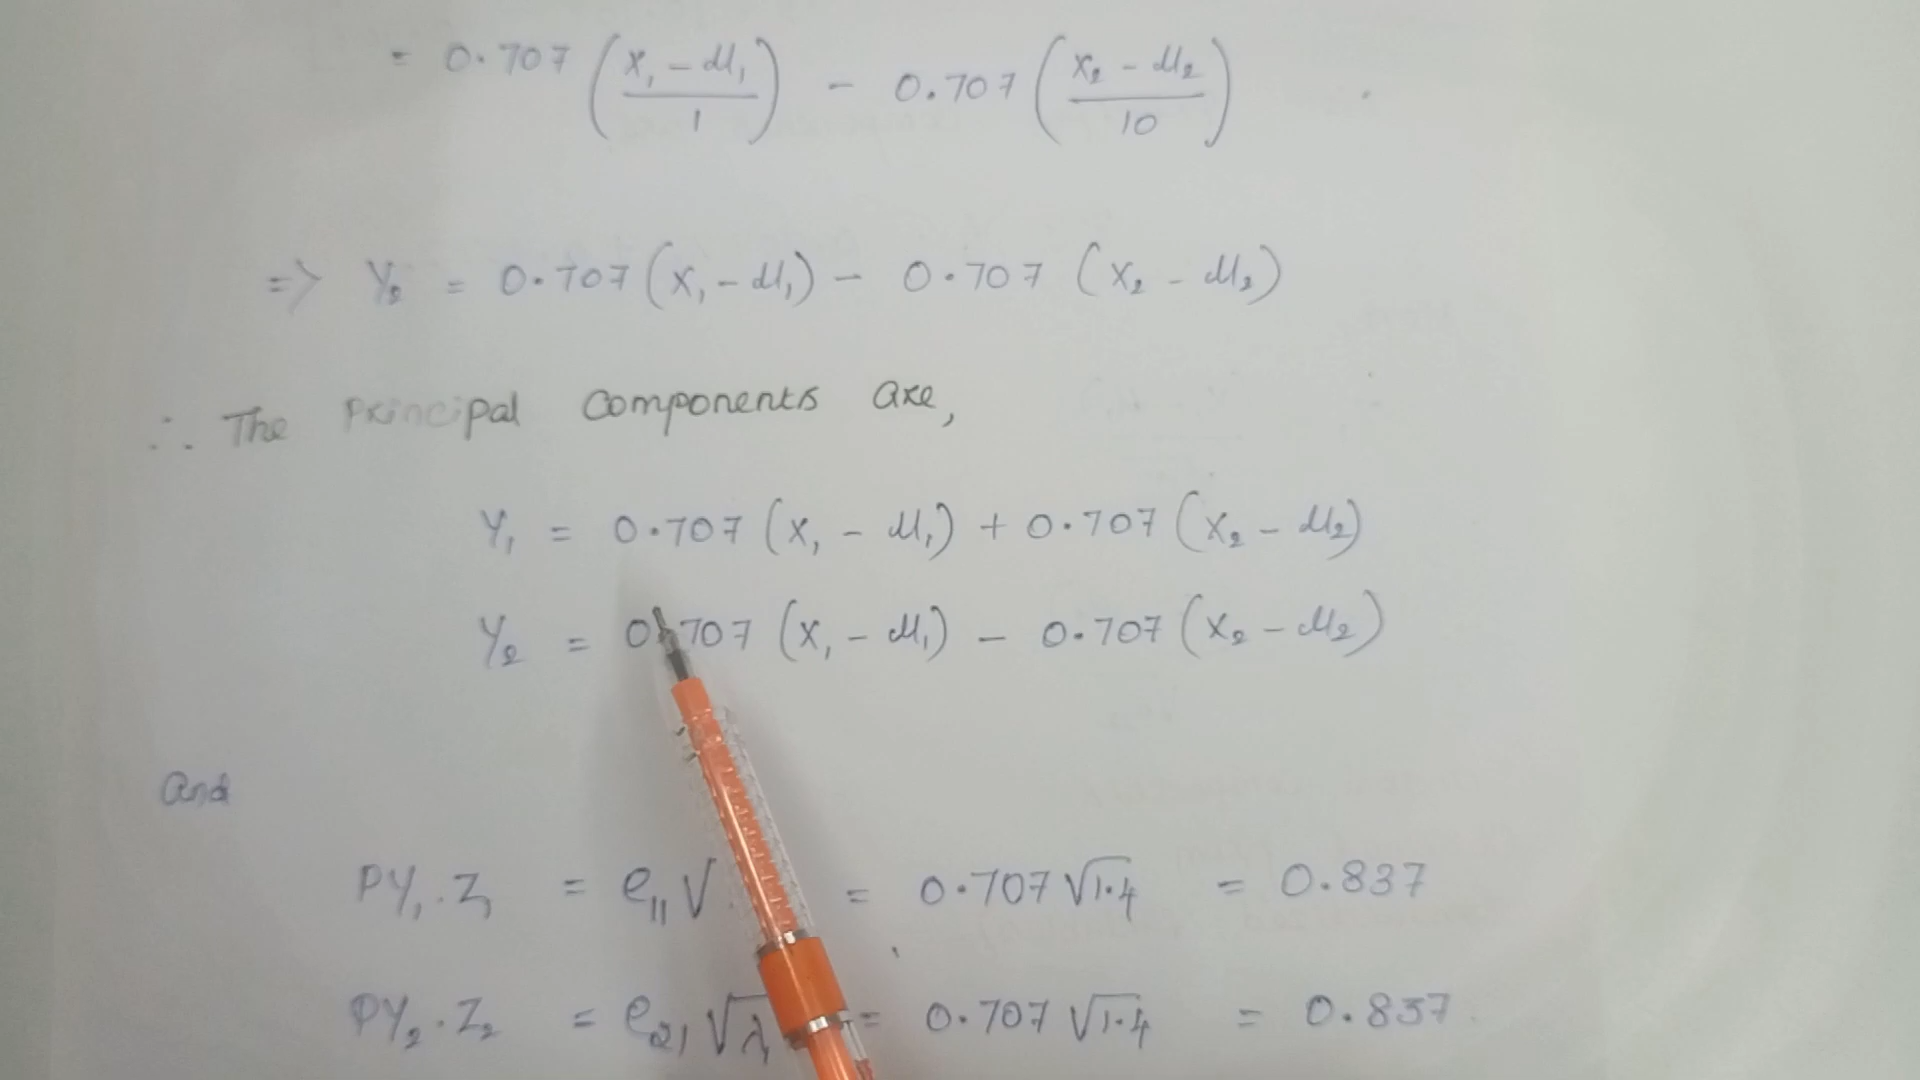 = 0.707 (X₁ - μ₁ / 1) - 0.707 (X₂ - μ₂ / 10)
=> Y₂ = 0.707 (X₁ - μ₁) - 0.707 (X₂ - μ₂)
∴ The Principal Components are,
Y₁ = 0.707 (X₁ - μ₁) + 0.707 (X₂ - μ₂)
Y₂ = 0.707 (X₁ - μ₁) - 0.707 (X₂ - μ₂)
and
PY₁.Z₁ = e₁₁ √ = 0.707 √1.4 = 0.837
PY₂.Z₂ = e₂₁ √λ₁ = 0.707 √1.4 = 0.837